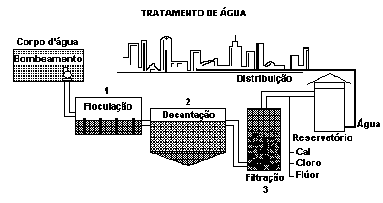 TRATAMENTO DE ÁGUA
Corpo d'água
Bombeamento
1
Floculação
2
Decantação
Distribuição
Reservatório
Água
Cal
Cloro
Flúor
Filtração
3